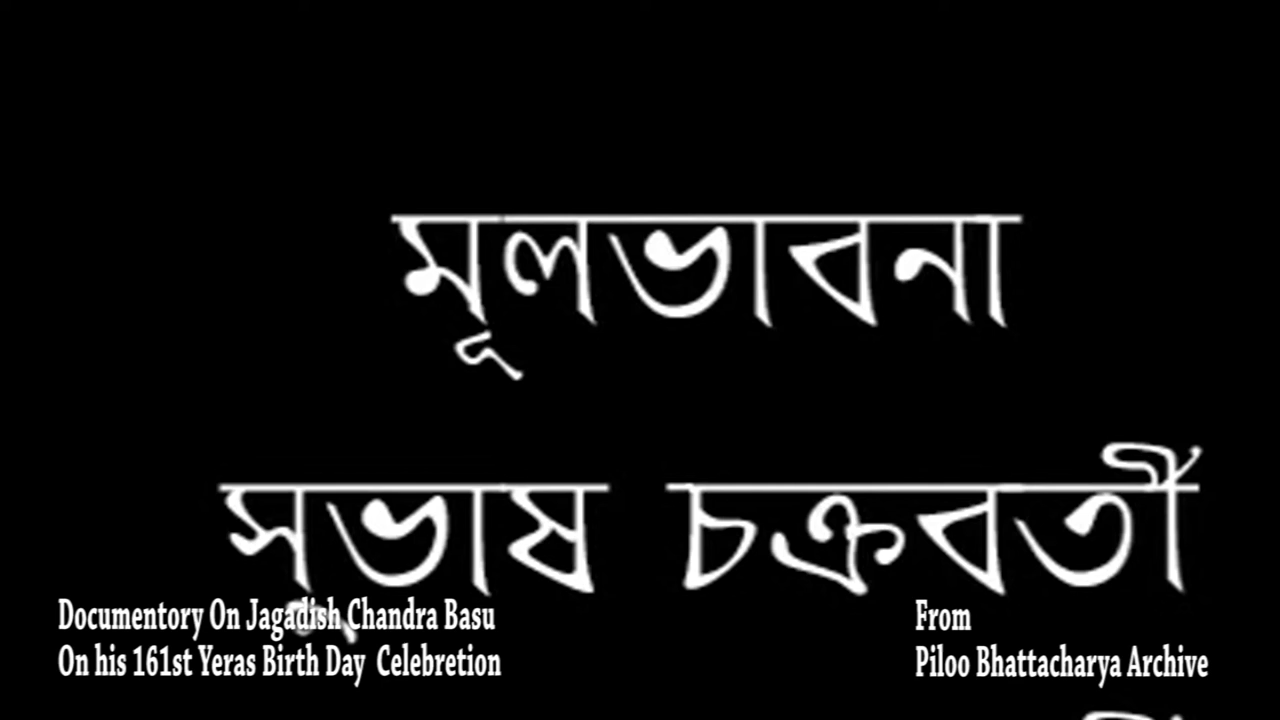 মূলভাবনা
সুভাষ চক্রবর্তী
Documentory On Jagadish Chandra Basu
On his 161st Yeras Birth Day Celebretion
From
Piloo Bhattacharya Archive